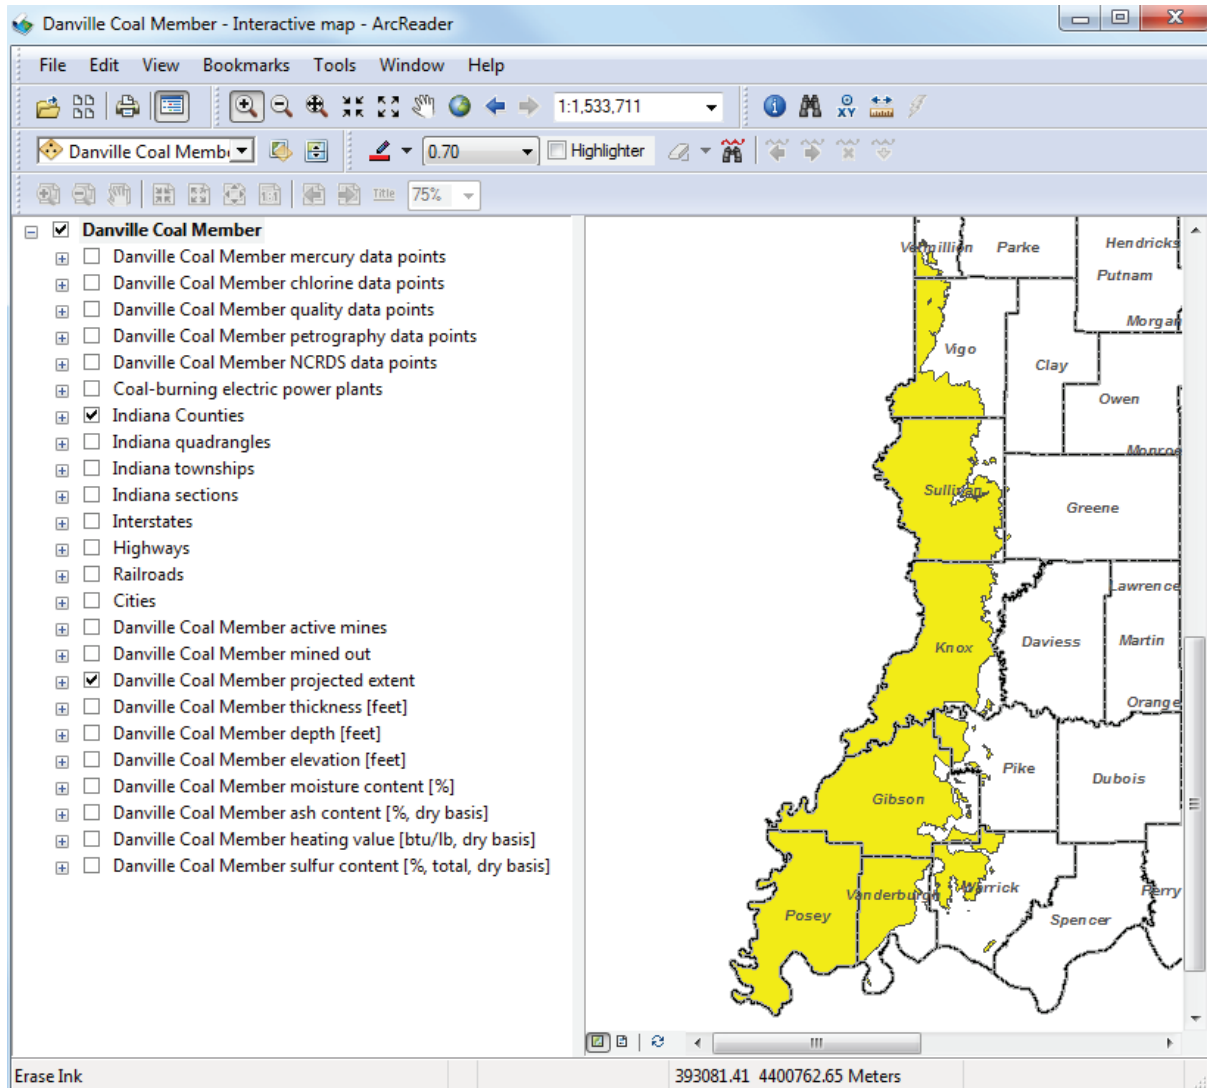 Danville Coal Member - Interactive map - ArcReader
File Edit View Bookmarks Tools Window Help
1:1,533,711
XY
Danville Coal Memb
0.70
Highlighter
1:1
Title
75%
Danville Coal Member
Danville Coal Member mercury data points
Danville Coal Member chlorine data points
Danville Coal Member quality data points
Danville Coal Member petrography data points
Danville Coal Member NCRDS data points
Coal-burning electric power plants
Indiana Counties
Indiana quadrangles
Indiana townships
Indiana sections
Interstates
Highways
Railroads
Cities
Danville Coal Member active mines
Danville Coal Member mined out
Danville Coal Member projected extent
Danville Coal Member thickness [feet]
Danville Coal Member depth [feet]
Danville Coal Member elevation [feet]
Danville Coal Member moisture content [%]
Danville Coal Member ash content [%, dry basis]
Danville Coal Member heating value [btu/lb, dry basis]
Danville Coal Member sulfur content [%, total, dry basis]
Vermillion Parke Hendricks
Putnam
Morgan
Vigo
Clay
Owen
Monroe
Sullivan
Greene
Lawrence
Knox Daviess Martin
Orange
Pike
Dubois
Gibson
Vanderburgh Warrick Perry
Posey
Spencer
Erase Ink
393081.41 4400762.65 Meters